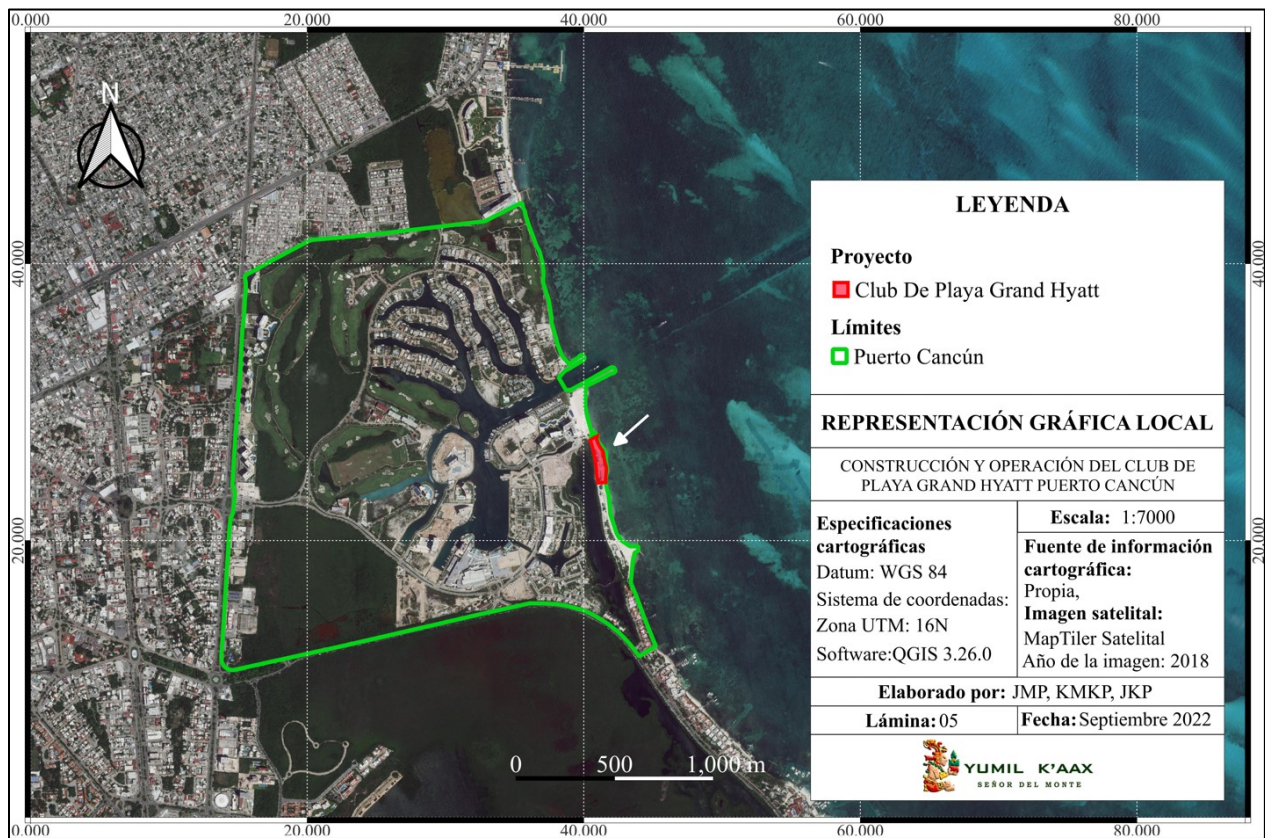 0.000 20.000 40.000 60.000 80.000
N
40.000 40.000
20.000 20.000
LEYENDA
Proyecto
Club De Playa Grand Hyatt
Límites
Puerto Cancún
REPRESENTACIÓN GRÁFICA LOCAL
CONSTRUCCIÓN Y OPERACIÓN DEL CLUB DE
PLAYA GRAND HYATT PUERTO CANCÚN
Especificaciones
cartográficas
Datum: WGS 84
Sistema de coordenadas:
Zona UTM: 16N
Software:QGIS 3.26.0
Escala: 1:7000
Fuente de información
cartográfica:
Propia,
Imagen satelital:
MapTiler Satelital
Año de la imagen: 2018
Elaborado por: JMP, KMKP, JKP
Lámina: 05
Fecha: Septiembre 2022
YUMIL K'AAX
SEÑOR DEL MONTE
0 500 1,000 m
0.000 20.000 40.000 60.000 80.000